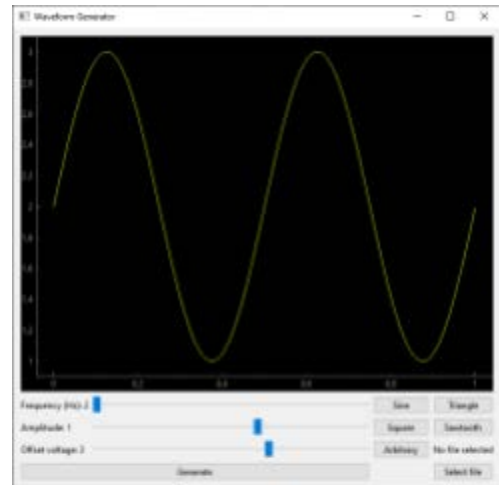 Waveform Generator
3
2.8
2.6
2.4
2.2
2
1.8
1.6
1.4
1.2
1
0 0.2 0.4 0.6 0.8 1
Frequency (Hz): 2 Sine Triangle
Amplitude: 1 Square Sawtooth
Offset voltage: 2 Arbitrary No file selected
Generate Select file